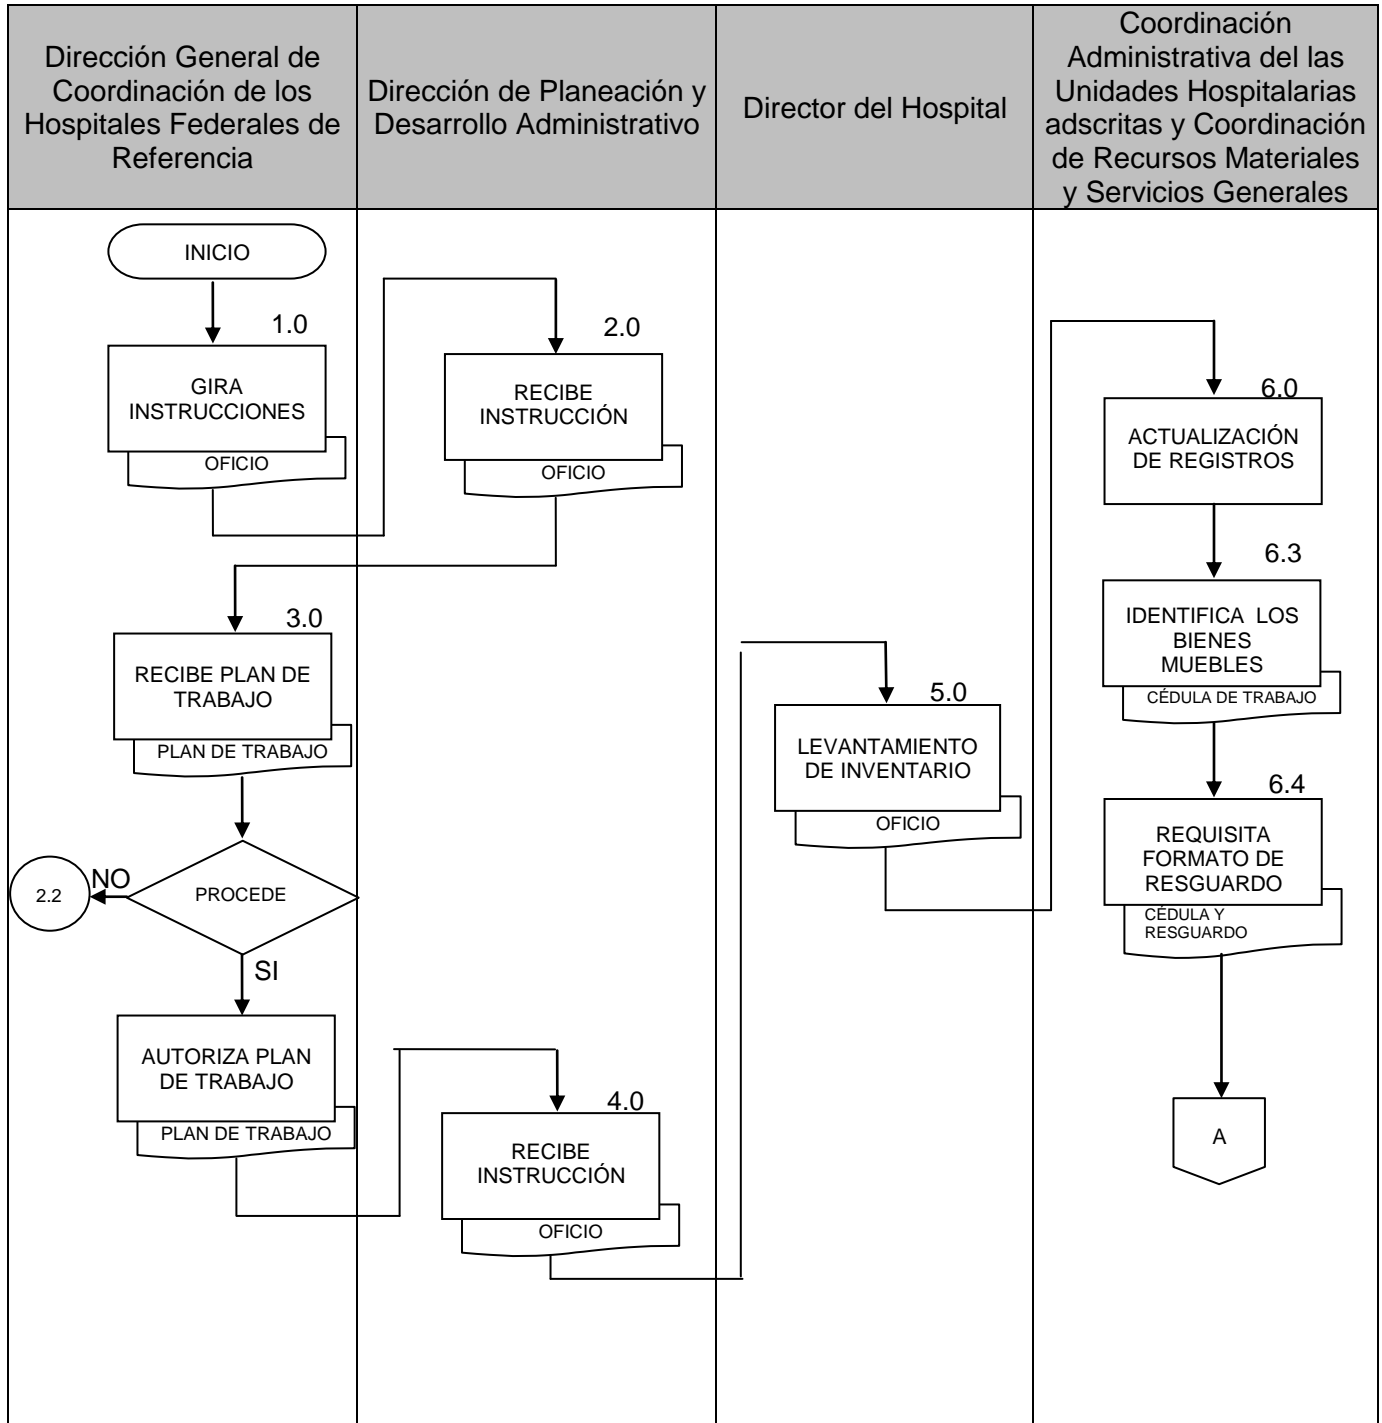 Dirección General de
Coordinación de los
Hospitales Federales de
Referencia
Dirección de Planeación y
Desarrollo Administrativo
Director del Hospital
Coordinación
Administrativa del las
Unidades Hospitalarias
adscritas y Coordinación
de Recursos Materiales
y Servicios Generales
INICIO
1.0
GIRA
INSTRUCCIONES
OFICIO
2.0
RECIBE
INSTRUCCIÓN
OFICIO
3.0
RECIBE PLAN DE
TRABAJO
PLAN DE TRABAJO
PROCEDE
NO
2.2
SI
AUTORIZA PLAN
DE TRABAJO
PLAN DE TRABAJO
4.0
RECIBE
INSTRUCCIÓN
OFICIO
5.0
LEVANTAMIENTO
DE INVENTARIO
OFICIO
6.0
ACTUALIZACIÓN
DE REGISTROS
6.3
IDENTIFICA LOS
BIENES
MUEBLES
CÉDULA DE TRABAJO
6.4
REQUISITA
FORMATO DE
RESGUARDO
CÉDULA Y
RESGUARDO
A